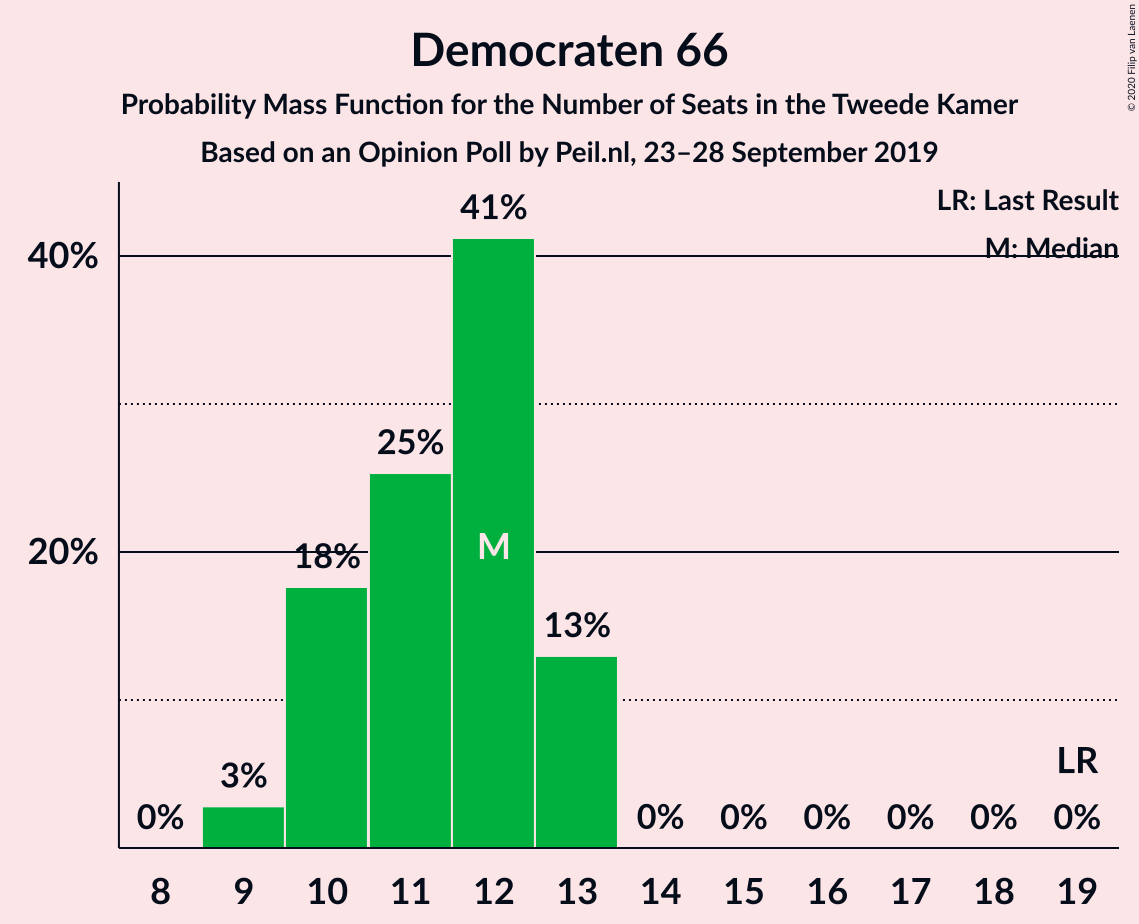 Democraten 66
Probability Mass Function for the Number of Seats in the Tweede Kamer
Based on an Opinion Poll by Peil.nl, 23–28 September 2019
© 2020 Filip van Laenen
LR: Last Result
M: Median
40%
20%
0%
3%
18%
25%
41%
M
13%
0%
0%
0%
0%
0%
LR
0%
8 9 10 11 12 13 14 15 16 17 18 19